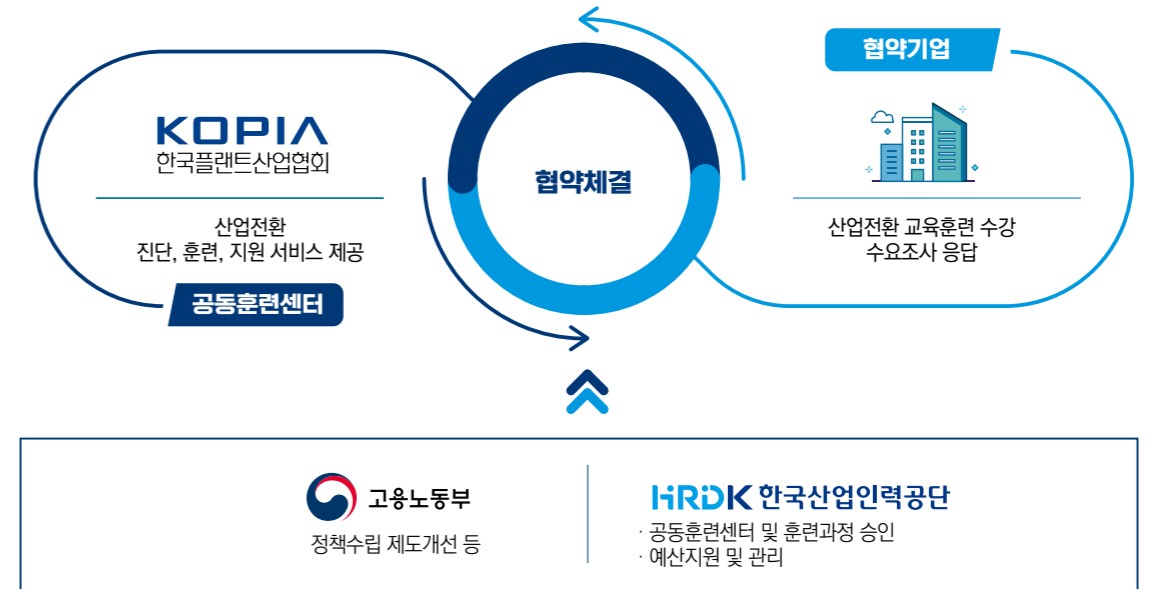 KOPIA
한국플랜트산업협회
산업전환
진단, 훈련, 지원 서비스 제공
공동훈련센터
협약체결
협약기업
산업전환 교육훈련 수강
수요조사 응답
고용노동부
정책수립 제도개선 등
HRDK 한국산업인력공단
· 공동훈련센터 및 훈련과정 승인
· 예산지원 및 관리